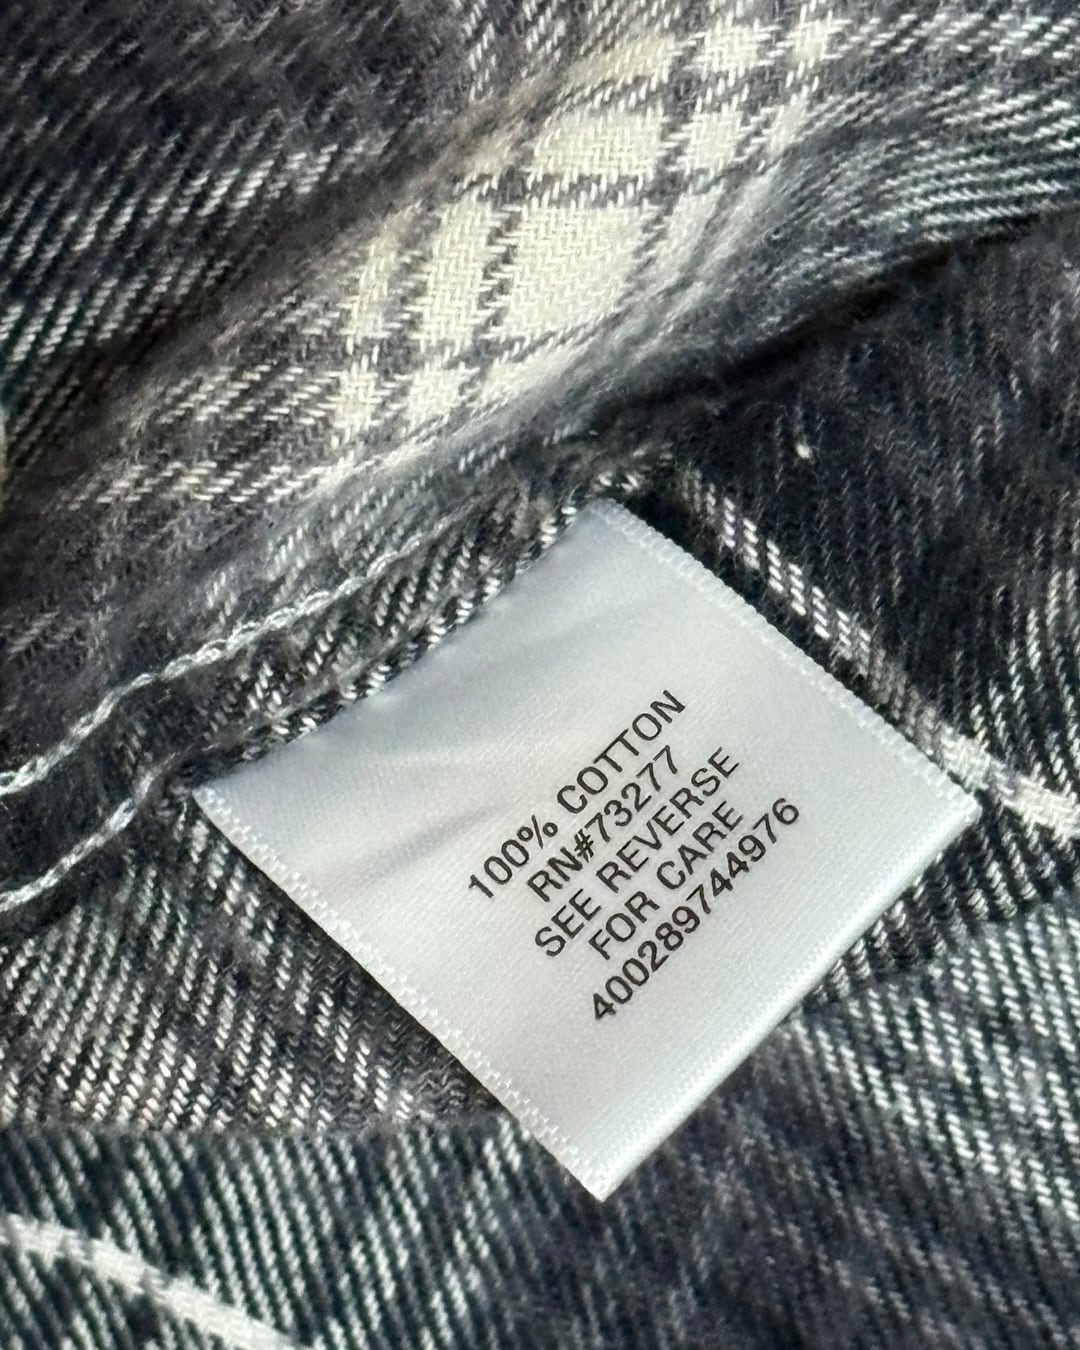 100% COTTON
RN#73277
SEE REVERSE
FOR CARE
400289744976